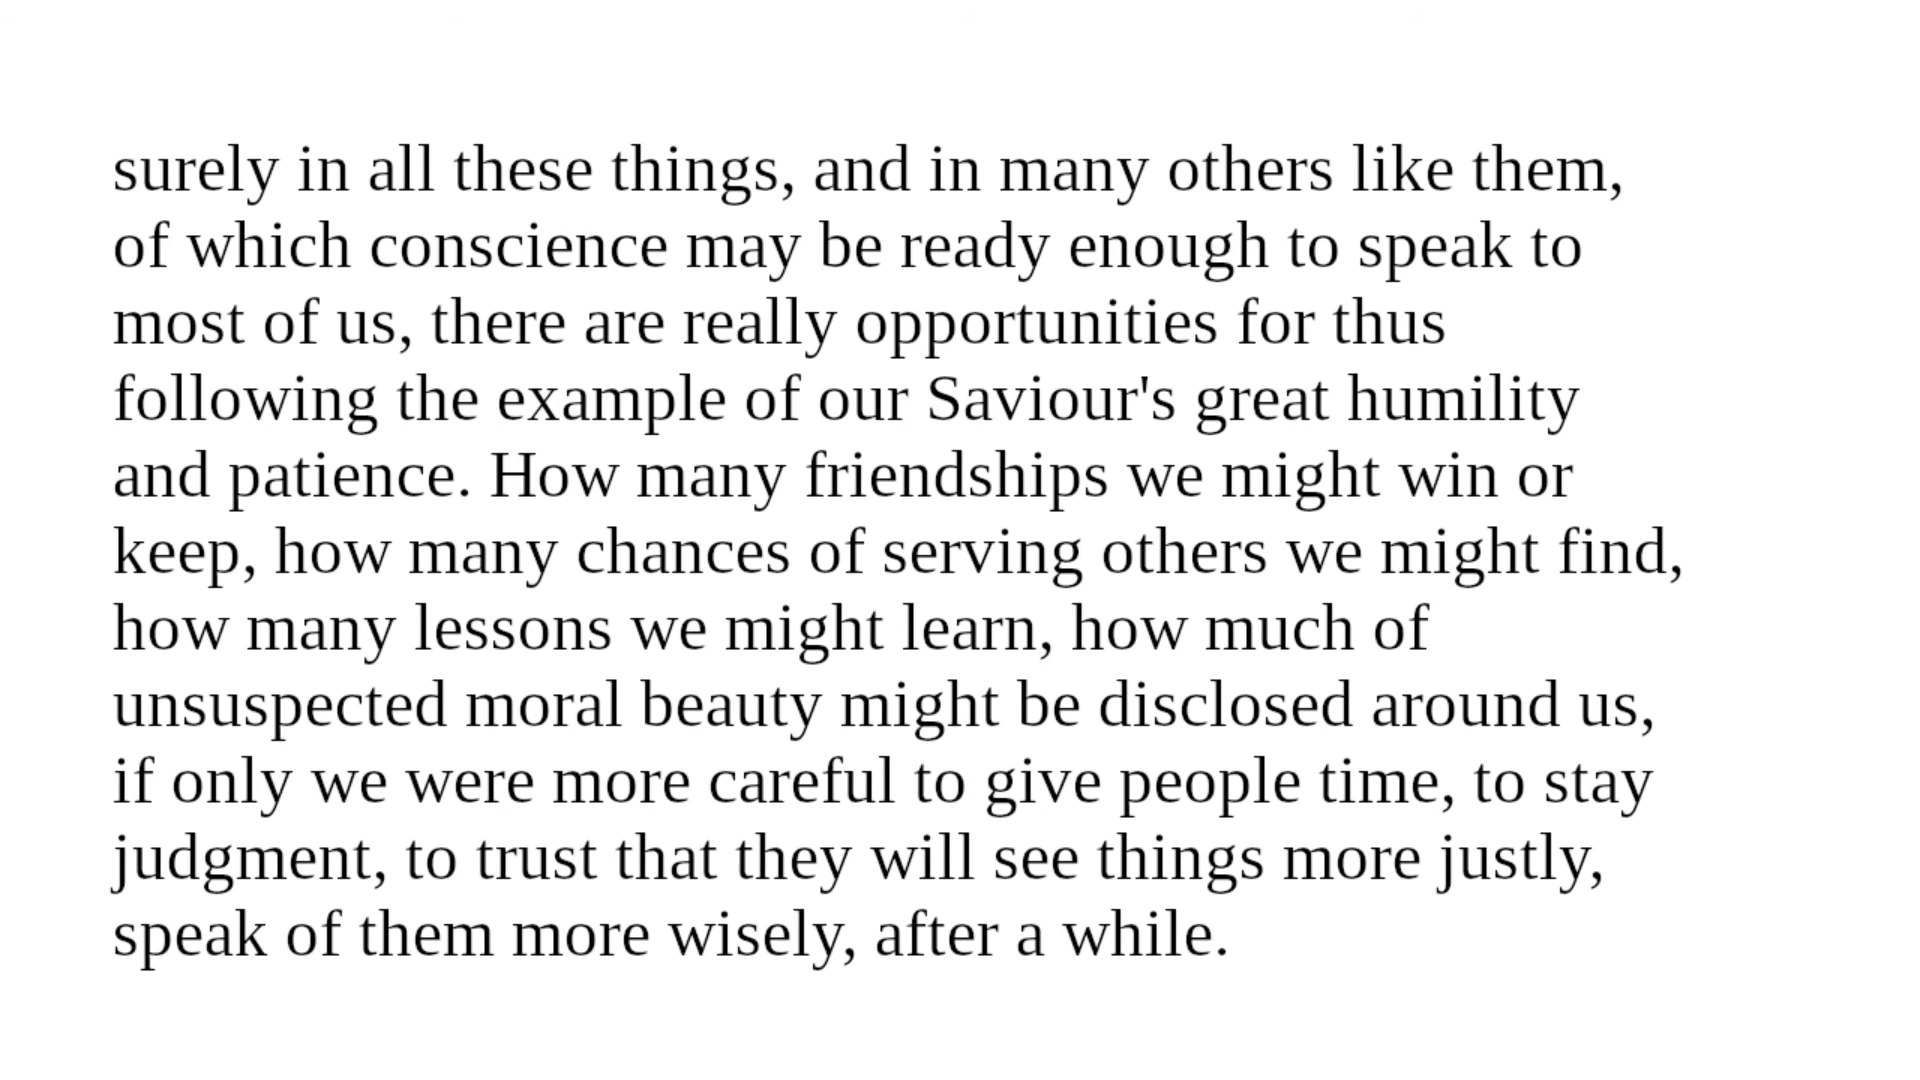 surely in all these things, and in many others like them,
of which conscience may be ready enough to speak to
most of us, there are really opportunities for thus
following the example of our Saviour's great humility
and patience. How many friendships we might win or
keep, how many chances of serving others we might find,
how many lessons we might learn, how much of
unsuspected moral beauty might be disclosed around us,
if only we were more careful to give people time, to stay
judgment, to trust that they will see things more justly,
speak of them more wisely, after a while.